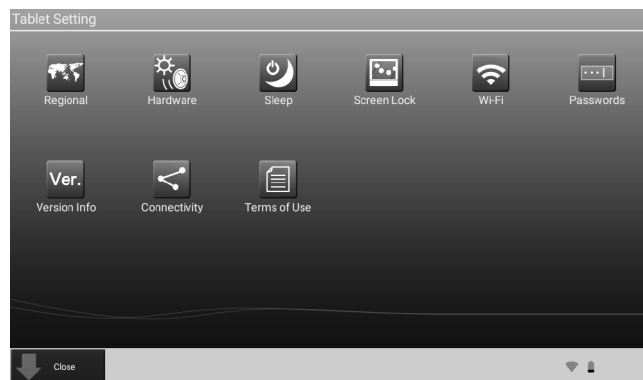 Tablet Setting
Regional
Hardware
Sleep
Screen Lock
Wi-Fi
Passwords
Ver.
Version Info
Connectivity
Terms of Use
Close